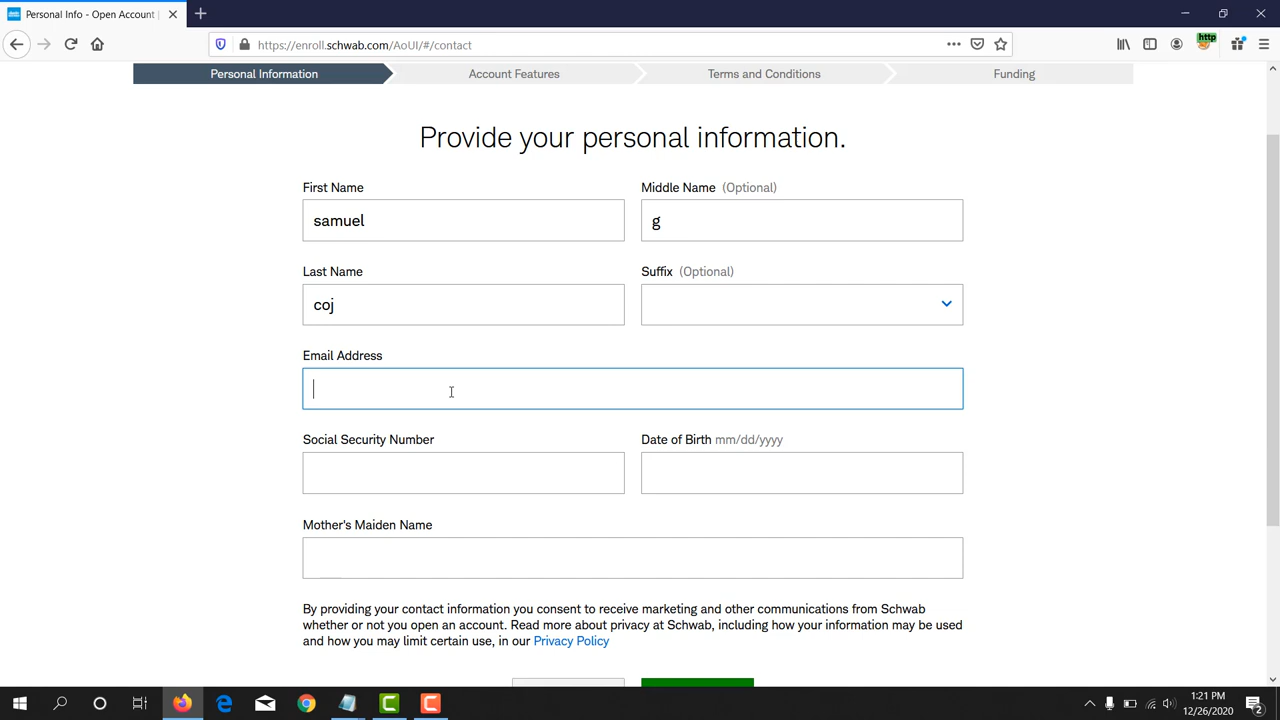 Personal Info - Open Account
https://enroll.schwab.com/AoUI/#/contact
http
Personal Information
Account Features
Terms and Conditions
Funding
Provide your personal information.
First Name
Middle Name (Optional)
samuel
g
Last Name
Suffix (Optional)
coj
Email Address
Social Security Number
Date of Birth mm/dd/yyyy
Mother's Maiden Name
By providing your contact information you consent to receive marketing and other communications from Schwab
whether or not you open an account. Read more about privacy at Schwab, including how your information may be used
and how you may limit certain use, in our Privacy Policy
1:21 PM
12/26/2020
2